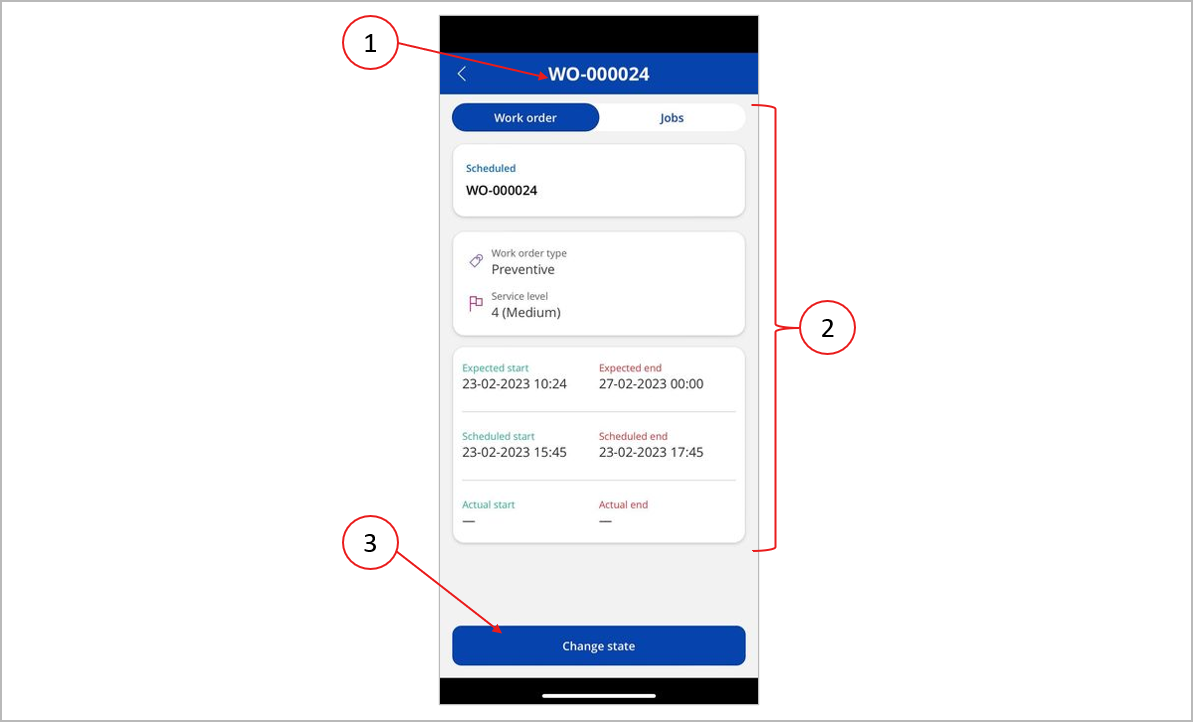 1
WO-000024
Work order Jobs
Scheduled
WO-000024
Work order type
Preventive
Service level
4 (Medium)
2
Expected start Expected end
23-02-2023 10:24 27-02-2023 00:00
Scheduled start Scheduled end
23-02-2023 15:45 23-02-2023 17:45
Actual start Actual end
— —
3
Change state